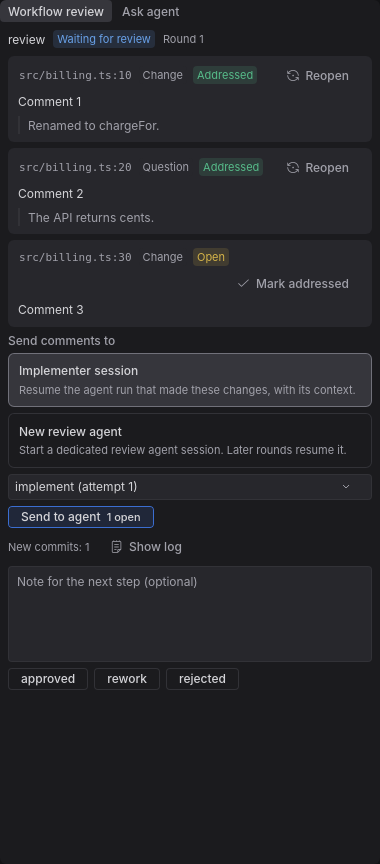 Workflow review Ask agent
review Waiting for review Round 1
src/billing.ts:10 Change Addressed Reopen
Comment 1
Renamed to chargeFor.
src/billing.ts:20 Question Addressed Reopen
Comment 2
The API returns cents.
src/billing.ts:30 Change Open
Mark addressed
Comment 3
Send comments to
Implementer session
Resume the agent run that made these changes, with its context.
New review agent
Start a dedicated review agent session. Later rounds resume it.
implement (attempt 1)
Send to agent 1 open
New commits: 1 Show log
Note for the next step (optional)
approved rework rejected